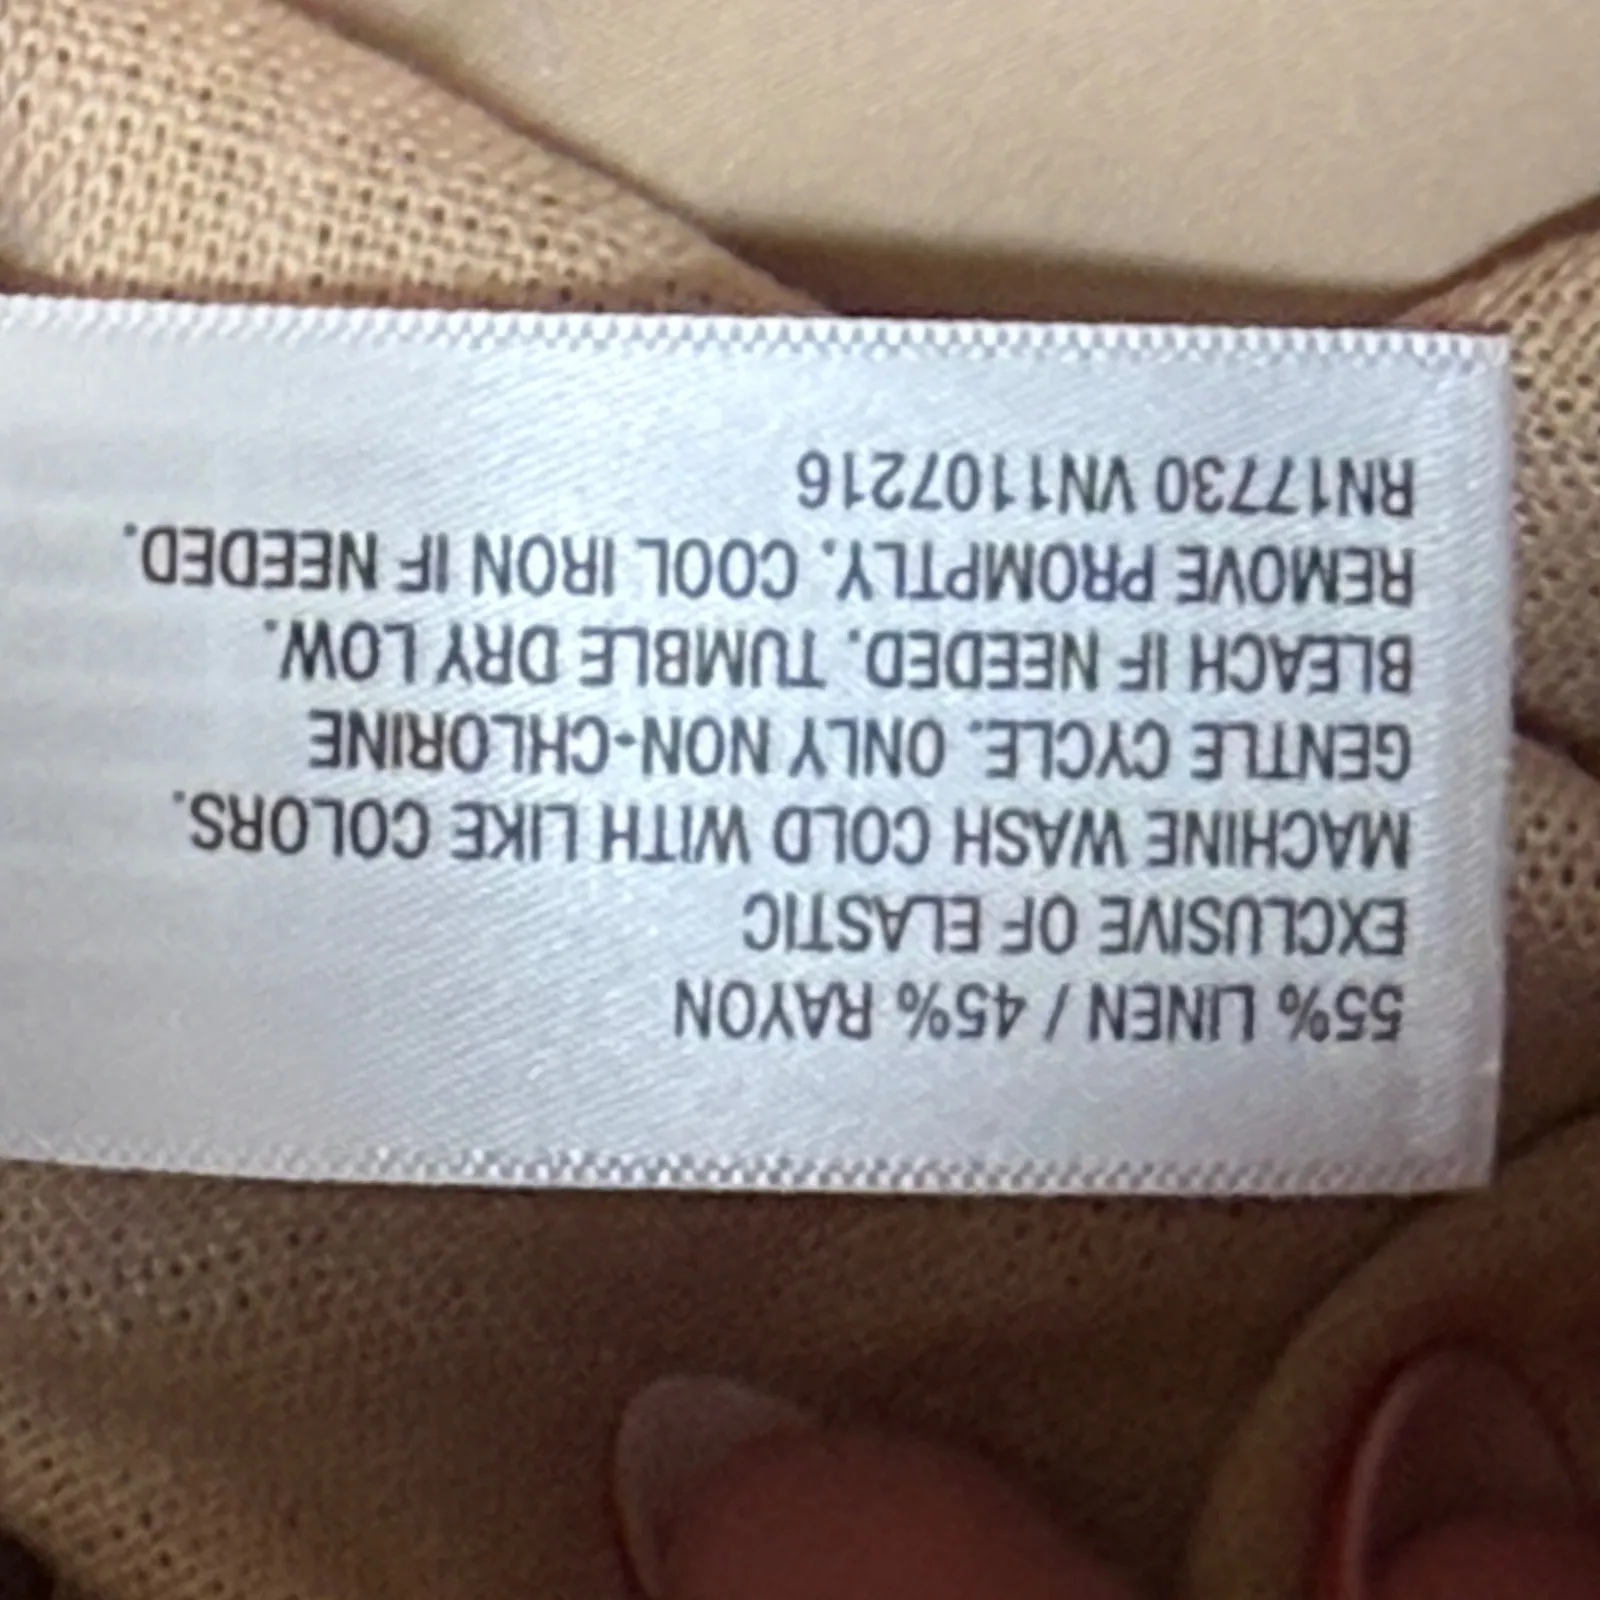 55% LINEN / 45% RAYON
EXCLUSIVE OF ELASTIC
MACHINE WASH COLD WITH LIKE COLORS.
GENTLE CYCLE. ONLY NON-CHLORINE
BLEACH IF NEEDED. TUMBLE DRY LOW.
REMOVE PROMPTLY. COOL IRON IF NEEDED.
RN17730 VN1107216